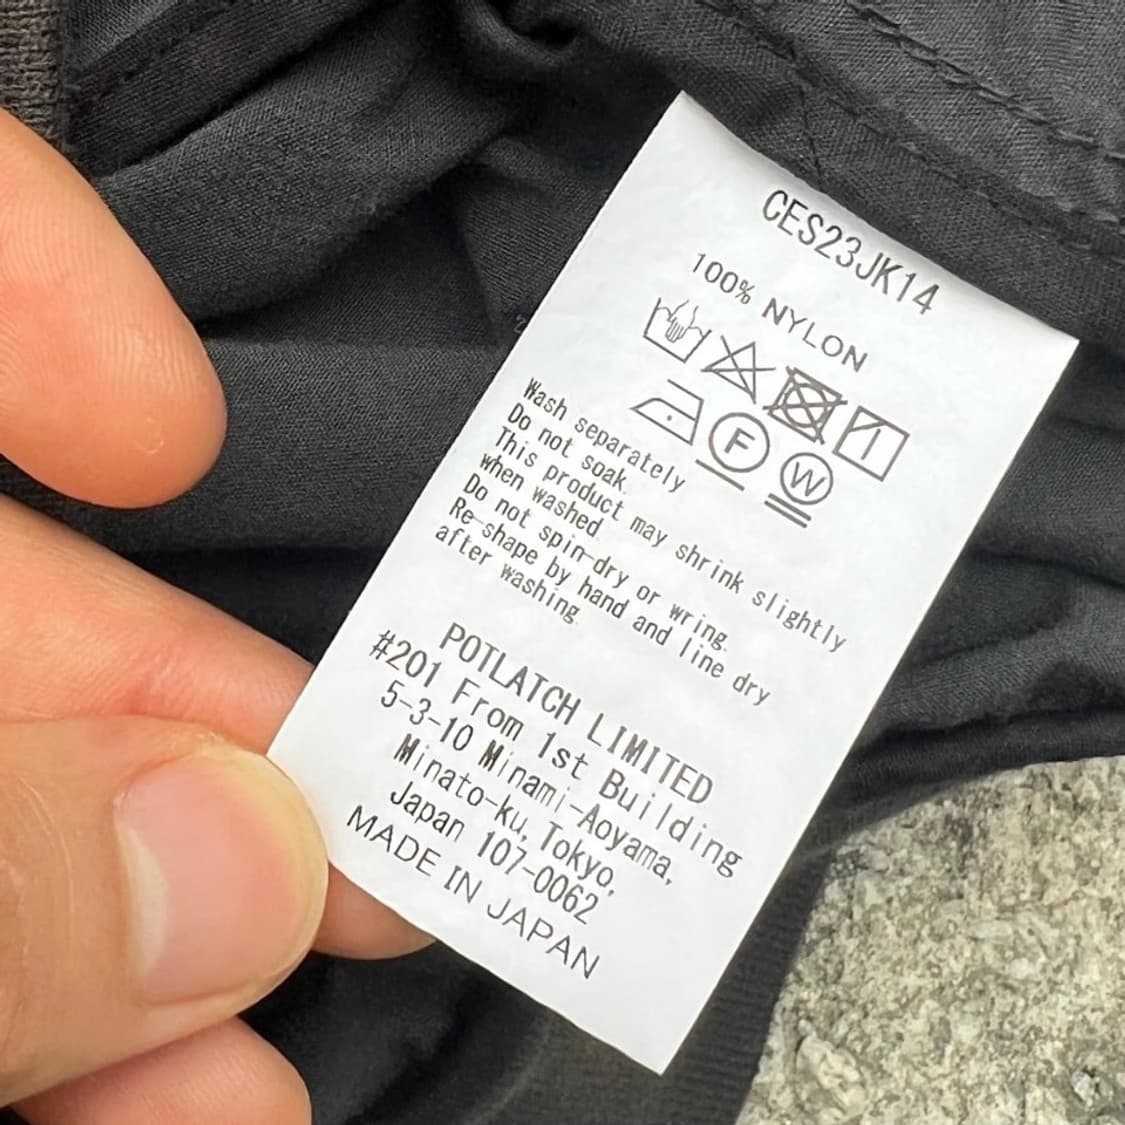 CES23JK14
100% NYLON
F
W
Wash separately
Do not soak.
This product may shrink slightly
when washed.
Do not spin-dry or wring.
Re-shape by hand and line dry
after washing.
POTLATCH LIMITED
#201 From 1st Building
5-3-10 Minami-Aoyama,
Minato-ku, Tokyo,
Japan 107-0062
MADE IN JAPAN